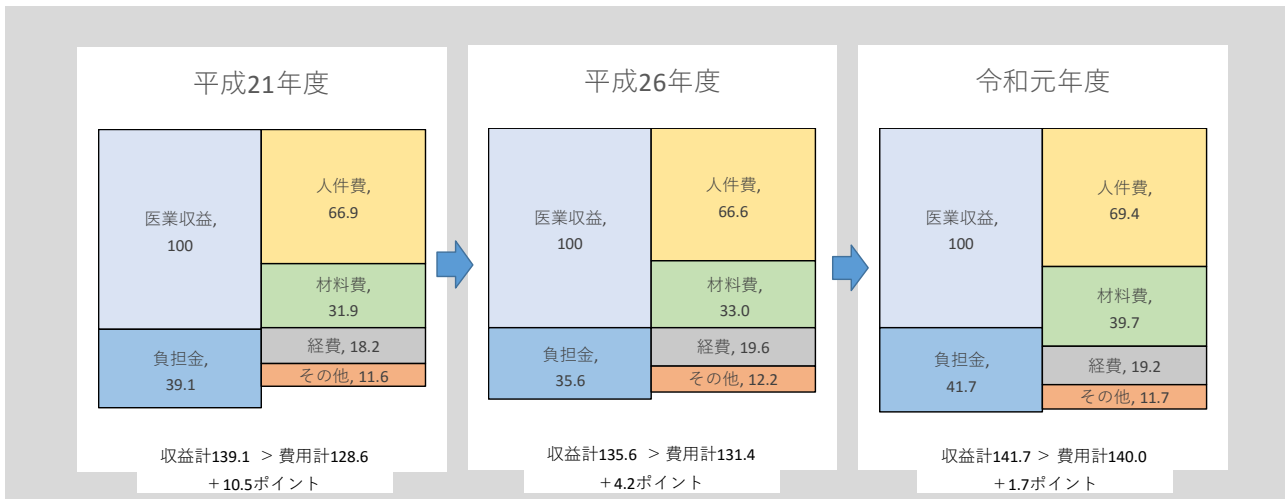 平成21年度
医業収益,
100
人件費,
66.9
材料費,
31.9
負担金,
39.1
経費, 18.2
その他, 11.6
収益計139.1 ＞ 費用計128.6
＋10.5ポイント
平成26年度
医業収益,
100
人件費,
66.6
材料費,
33.0
負担金,
35.6
経費, 19.6
その他, 12.2
収益計135.6 ＞ 費用計131.4
＋4.2ポイント
令和元年度
医業収益,
100
人件費,
69.4
材料費,
39.7
負担金,
41.7
経費, 19.2
その他, 11.7
収益計141.7 ＞ 費用計140.0
＋1.7ポイント